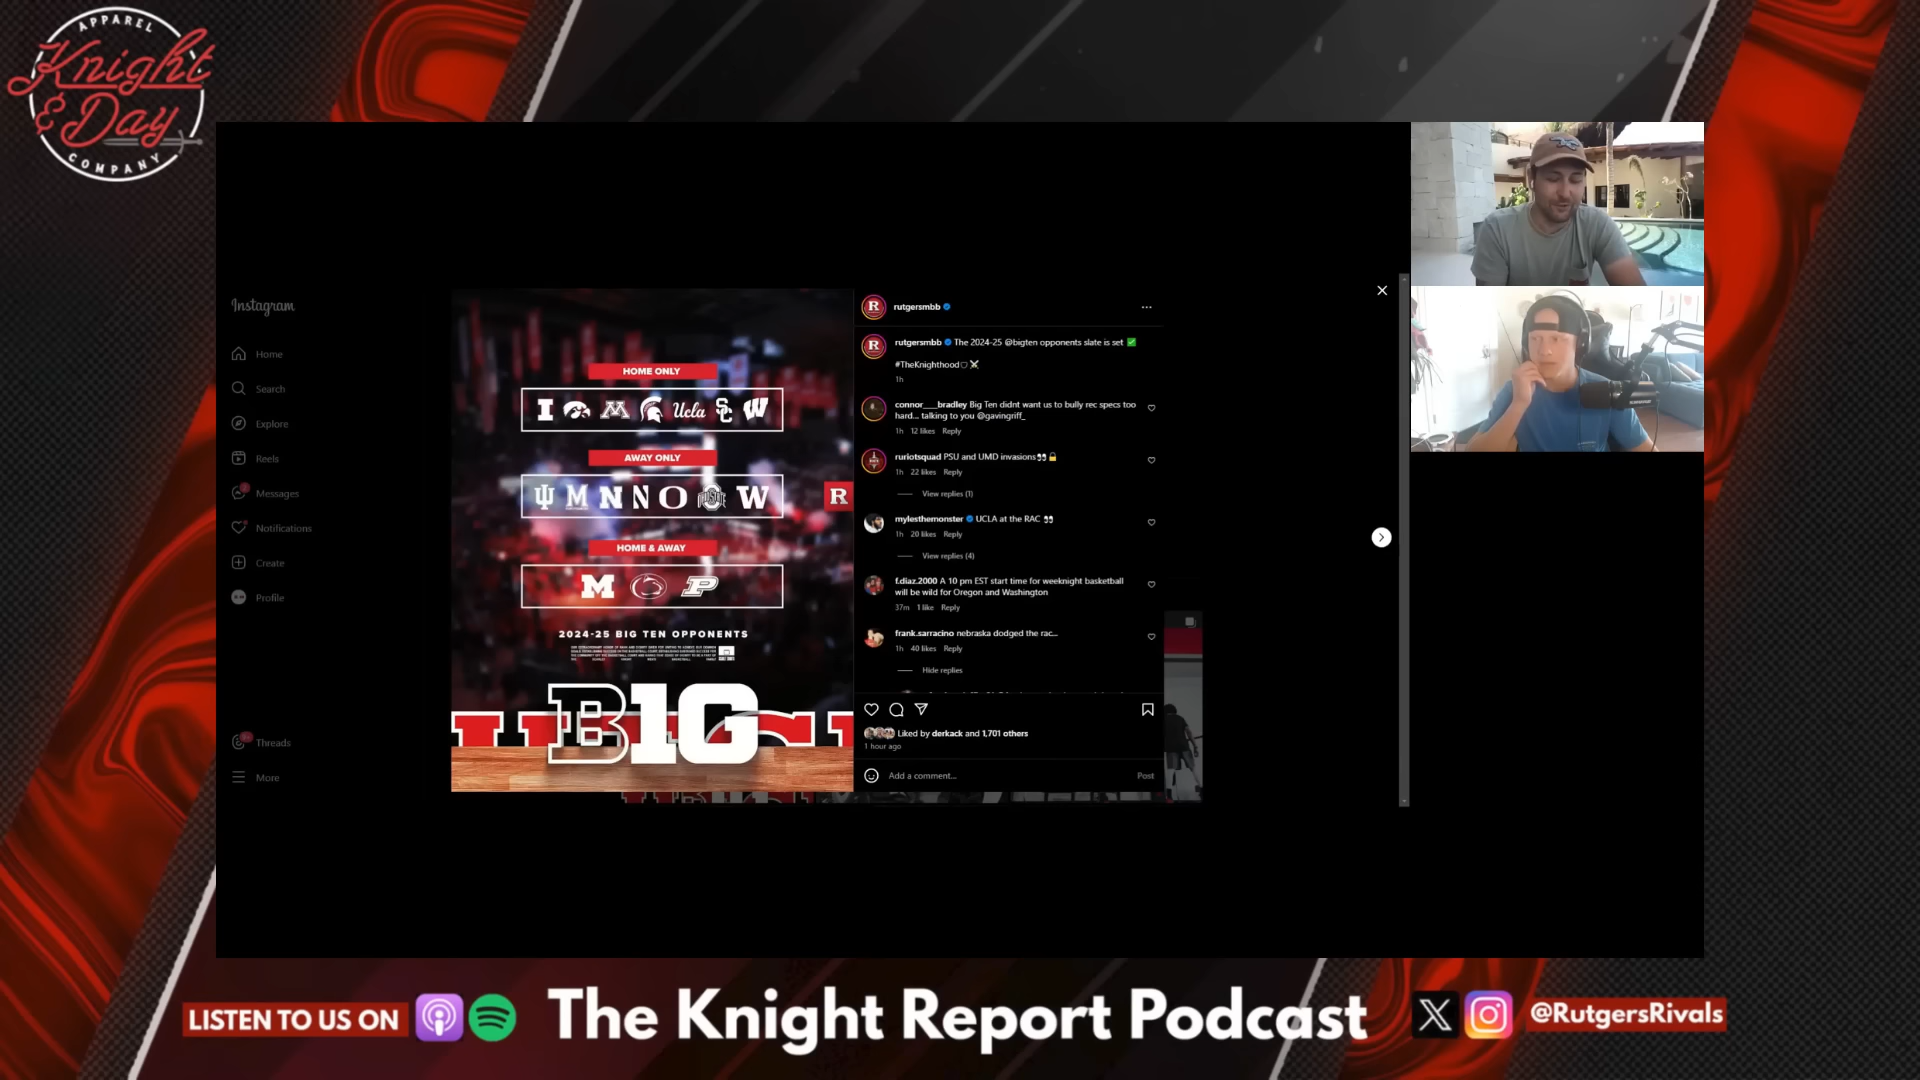 APPAREL
Knight
& Day
COMPANY
Instagram
Home
Search
Explore
Reels
Messages
Notifications
Create
Profile
Threads
More
HOME ONLY
I M Ucla SC W
AWAY ONLY
M N N O OHIO STATE W
R
HOME & AWAY
M P
2024-25 BIG TEN OPPONENTS
B1G
rutgersmbb
rutgersmbb The 2024-25 @bigten opponents slate is set ✅
#TheKnighthood🛡⚔
1h
connor___bradley Big Ten didnt want us to bully rec specs too
hard... talking to you @gavingriff_
1h 12 likes Reply
ruriotsquad PSU and UMD invasions👀🔒
1h 22 likes Reply
View replies (1)
mylesthemonster UCLA at the RAC 👀
1h 20 likes Reply
View replies (4)
f.diaz.2000 A 10 pm EST start time for weeknight basketball
will be wild for Oregon and Washington
37m 1 like Reply
frank.sarracino nebraska dodged the rac...
1h 40 likes Reply
Hide replies
Liked by derkack and 1,701 others
1 hour ago
Add a comment... Post
LISTEN TO US ON
The Knight Report Podcast
@RutgersRivals